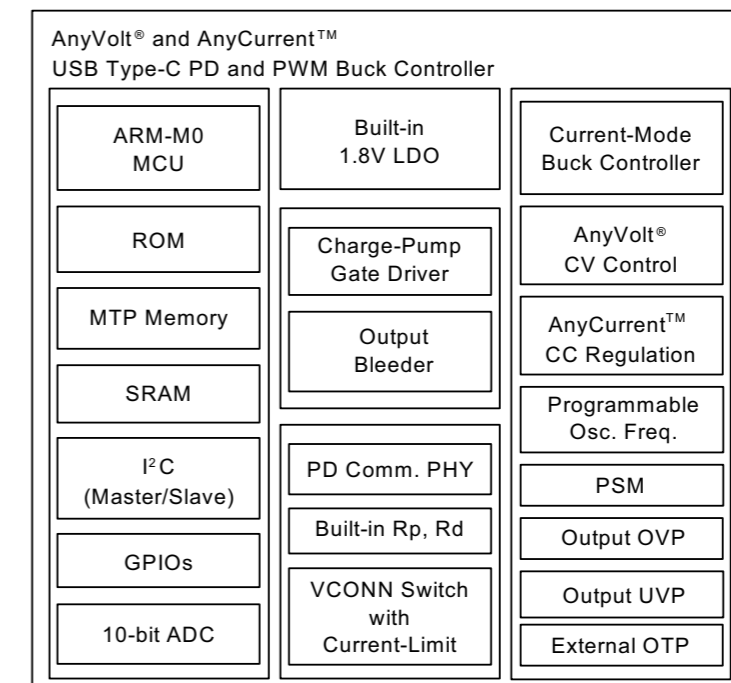 AnyVolt® and AnyCurrent™
USB Type-C PD and PWM Buck Controller
ARM-M0
MCU
ROM
MTP Memory
SRAM
I²C
(Master/Slave)
GPIOs
10-bit ADC
Built-in
1.8V LDO
Charge-Pump
Gate Driver
Output
Bleeder
PD Comm. PHY
Built-in Rp, Rd
VCONN Switch
with
Current-Limit
Current-Mode
Buck Controller
AnyVolt®
CV Control
AnyCurrent™
CC Regulation
Programmable
Osc. Freq.
PSM
Output OVP
Output UVP
External OTP